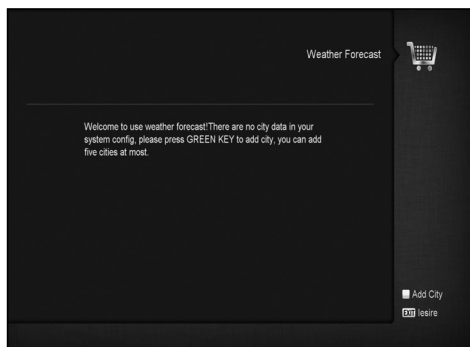 Weather Forecast
Welcome to use weather forecast!There are no city data in your
system config, please press GREEN KEY to add city, you can add
five cities at most.
Add City
EXIT Iesire